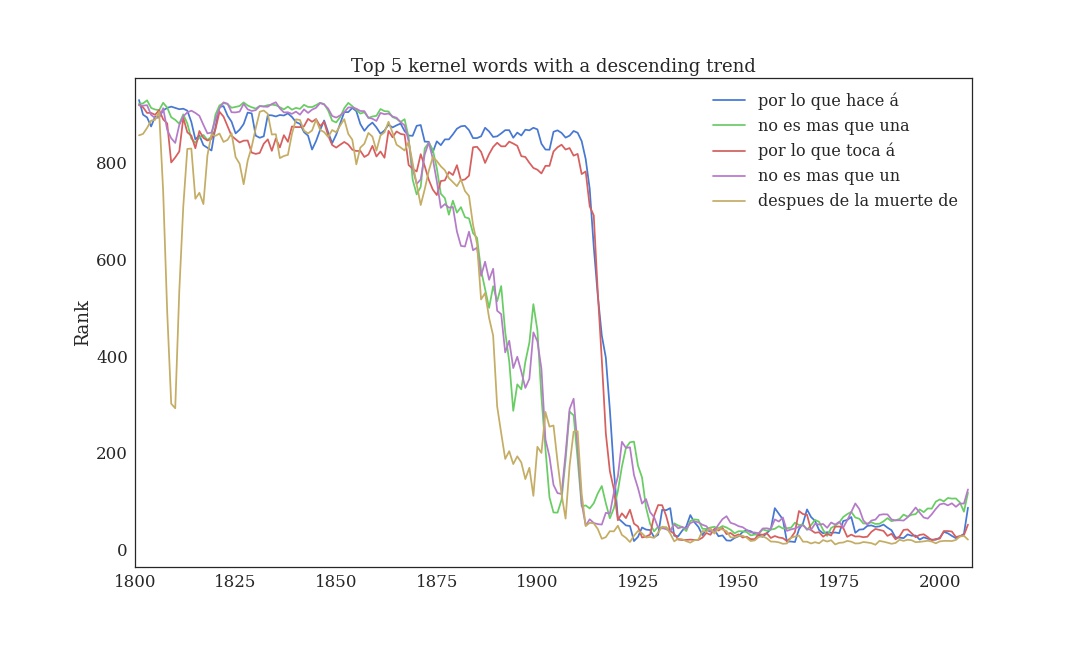 Top 5 kernel words with a descending trend
por lo que hace á
no es mas que una
por lo que toca á
no es mas que un
despues de la muerte de
Rank
800
600
400
200
0
1800 1825 1850 1875 1900 1925 1950 1975 2000